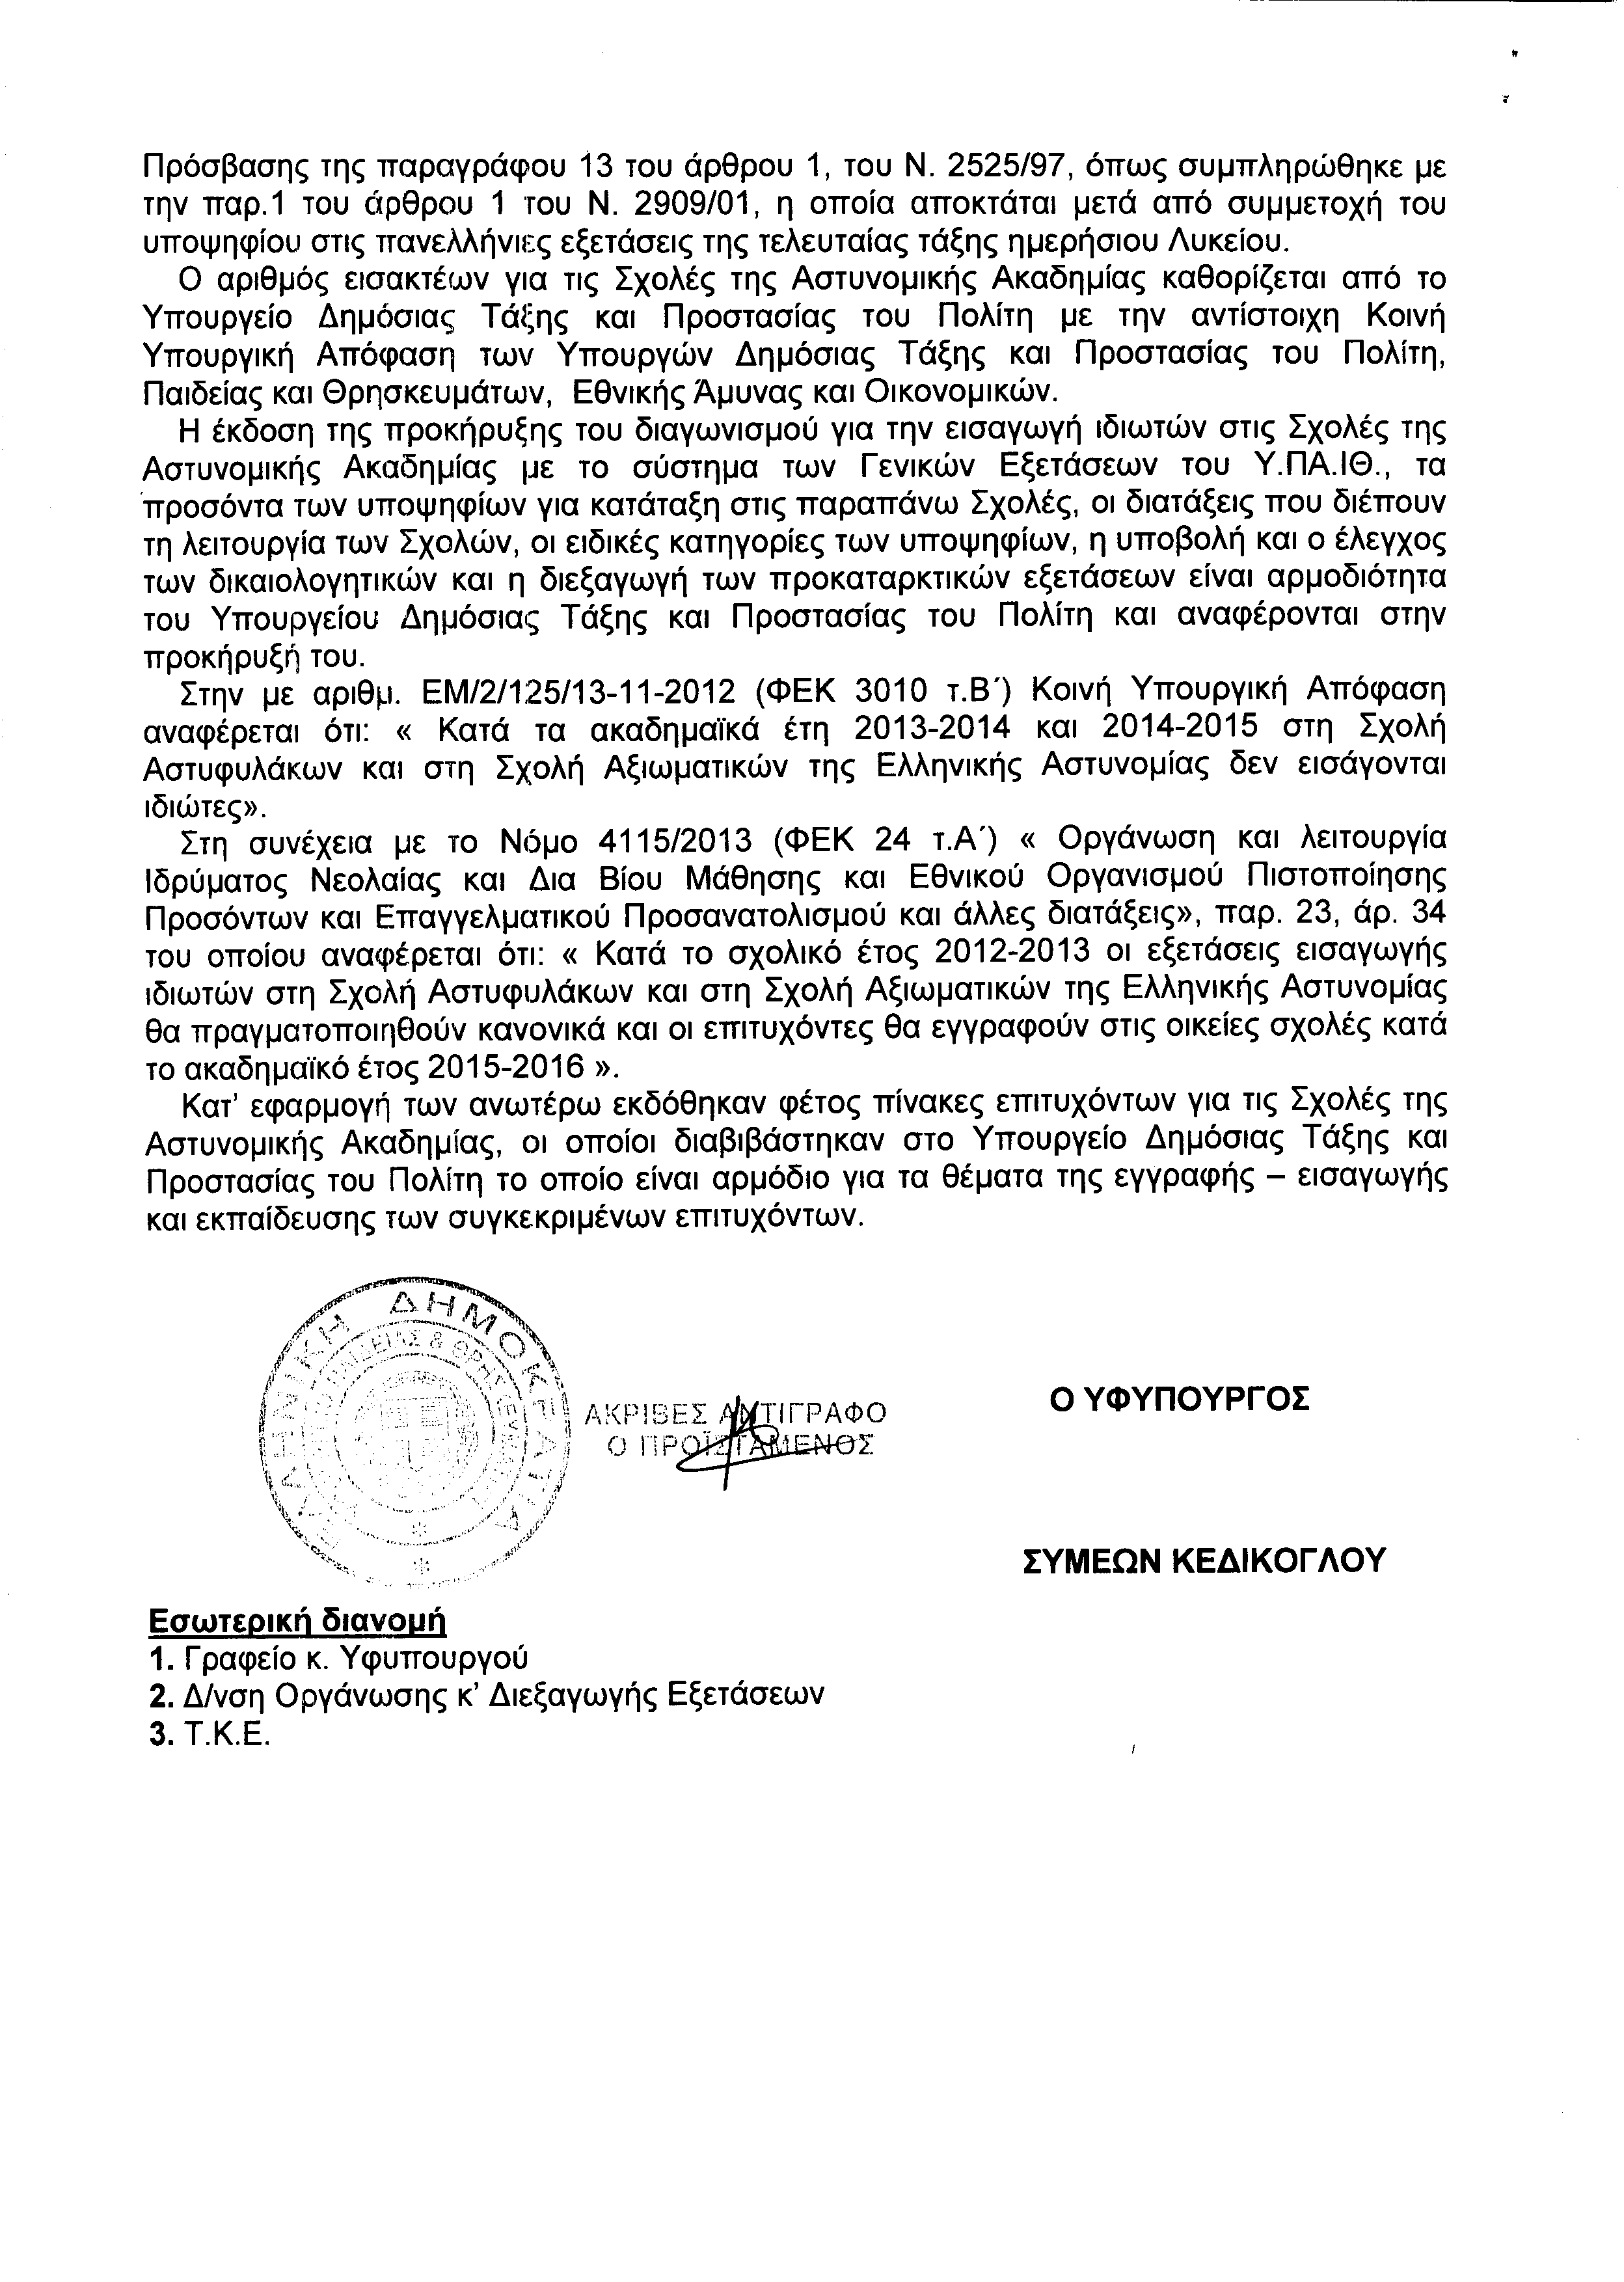 Πρόσβασης της παραγράφου 13 του άρθρου 1, του Ν. 2525/97, όπως συμπληρώθηκε με
την παρ.1 του άρθρου 1 του Ν. 2909/01, η οποία αποκτάται μετά από συμμετοχή του
υποψηφίου στις πανελλήνιες εξετάσεις της τελευταίας τάξης ημερήσιου Λυκείου.
Ο αριθμός εισακτέων για τις Σχολές της Αστυνομικής Ακαδημίας καθορίζεται από το
Υπουργείο Δημόσιας Τάξης και Προστασίας του Πολίτη με την αντίστοιχη Κοινή
Υπουργική Απόφαση των Υπουργών Δημόσιας Τάξης και Προστασίας του Πολίτη,
Παιδείας και Θρησκευμάτων, Εθνικής Άμυνας και Οικονομικών.
Η έκδοση της προκήρυξης του διαγωνισμού για την εισαγωγή ιδιωτών στις Σχολές της
Αστυνομικής Ακαδημίας με το σύστημα των Γενικών Εξετάσεων του Υ.ΠΑ.ΙΘ., τα
προσόντα των υποψηφίων για κατάταξη στις παραπάνω Σχολές, οι διατάξεις που διέπουν
τη λειτουργία των Σχολών, οι ειδικές κατηγορίες των υποψηφίων, η υποβολή και ο έλεγχος
των δικαιολογητικών και η διεξαγωγή των προκαταρκτικών εξετάσεων είναι αρμοδιότητα
του Υπουργείου Δημόσιας Τάξης και Προστασίας του Πολίτη και αναφέρονται στην
προκήρυξή του.
Στην με αριθμ. ΕΜ/2/125/13-11-2012 (ΦΕΚ 3010 τ.Β΄) Κοινή Υπουργική Απόφαση
αναφέρεται ότι: « Κατά τα ακαδημαϊκά έτη 2013-2014 και 2014-2015 στη Σχολή
Αστυφυλάκων και στη Σχολή Αξιωματικών της Ελληνικής Αστυνομίας δεν εισάγονται
ιδιώτες».
Στη συνέχεια με το Νόμο 4115/2013 (ΦΕΚ 24 τ.Α΄) « Οργάνωση και λειτουργία
Ιδρύματος Νεολαίας και Δια Βίου Μάθησης και Εθνικού Οργανισμού Πιστοποίησης
Προσόντων και Επαγγελματικού Προσανατολισμού και άλλες διατάξεις», παρ. 23, άρ. 34
του οποίου αναφέρεται ότι: « Κατά το σχολικό έτος 2012-2013 οι εξετάσεις εισαγωγής
ιδιωτών στη Σχολή Αστυφυλάκων και στη Σχολή Αξιωματικών της Ελληνικής Αστυνομίας
θα πραγματοποιηθούν κανονικά και οι επιτυχόντες θα εγγραφούν στις οικείες σχολές κατά
το ακαδημαϊκό έτος 2015-2016 ».
Κατ' εφαρμογή των ανωτέρω εκδόθηκαν φέτος πίνακες επιτυχόντων για τις Σχολές της
Αστυνομικής Ακαδημίας, οι οποίοι διαβιβάστηκαν στο Υπουργείο Δημόσιας Τάξης και
Προστασίας του Πολίτη το οποίο είναι αρμόδιο για τα θέματα της εγγραφής – εισαγωγής
και εκπαίδευσης των συγκεκριμένων επιτυχόντων.
ΕΛΛΗΝΙΚΗ ΔΗΜΟΚΡΑΤΙΑ
ΑΚΡΙΒΕΣ ΑΝΤΙΓΡΑΦΟ
Ο ΠΡΟΪΣΤΑΜΕΝΟΣ
Ο ΥΦΥΠΟΥΡΓΟΣ
ΣΥΜΕΩΝ ΚΕΔΙΚΟΓΛΟΥ
Εσωτερική διανομή
1. Γραφείο κ. Υφυπουργού
2. Δ/νση Οργάνωσης κ' Διεξαγωγής Εξετάσεων
3. Τ.Κ.Ε.